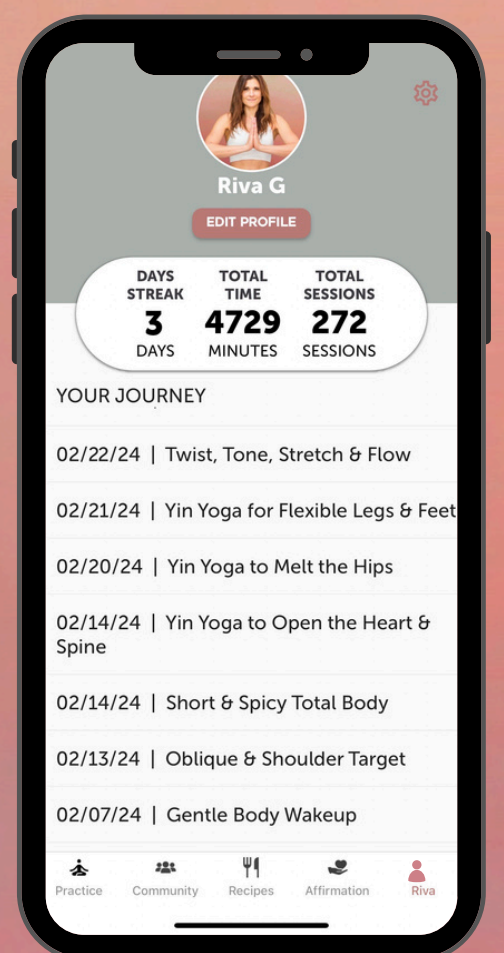 Riva G
EDIT PROFILE
DAYS STREAK
3
DAYS
TOTAL TIME
4729
MINUTES
TOTAL SESSIONS
272
SESSIONS
YOUR JOURNEY
02/22/24 | Twist, Tone, Stretch & Flow
02/21/24 | Yin Yoga for Flexible Legs & Feet
02/20/24 | Yin Yoga to Melt the Hips
02/14/24 | Yin Yoga to Open the Heart &
Spine
02/14/24 | Short & Spicy Total Body
02/13/24 | Oblique & Shoulder Target
02/07/24 | Gentle Body Wakeup
Practice
Community
Recipes
Affirmation
Riva